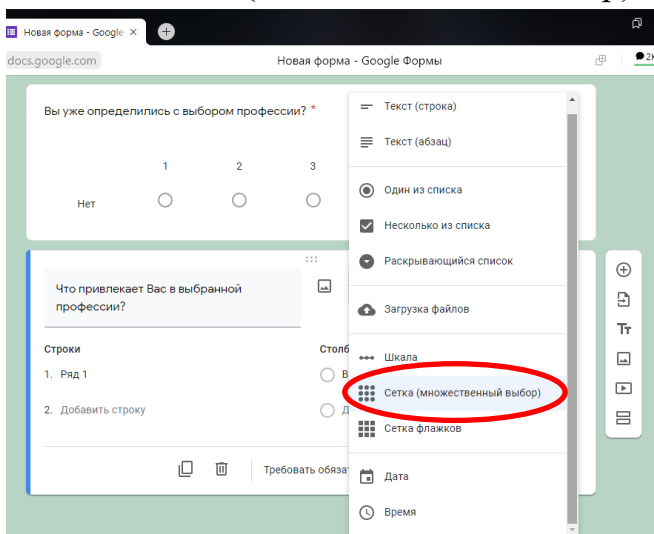 Новая форма - Google
docs.google.com
Новая форма - Google Формы
Вы уже определились с выбором профессии? *
1 2 3
Нет
Что привлекает Вас в выбранной
профессии?
Строки
1. Ряд 1
2. Добавить строку
Требовать
Текст (строка)
Текст (абзац)
Один из списка
Несколько из списка
Раскрывающийся список
Загрузка файлов
Шкала
Сетка (множественный выбор)
Сетка флажков
Дата
Время
Тт